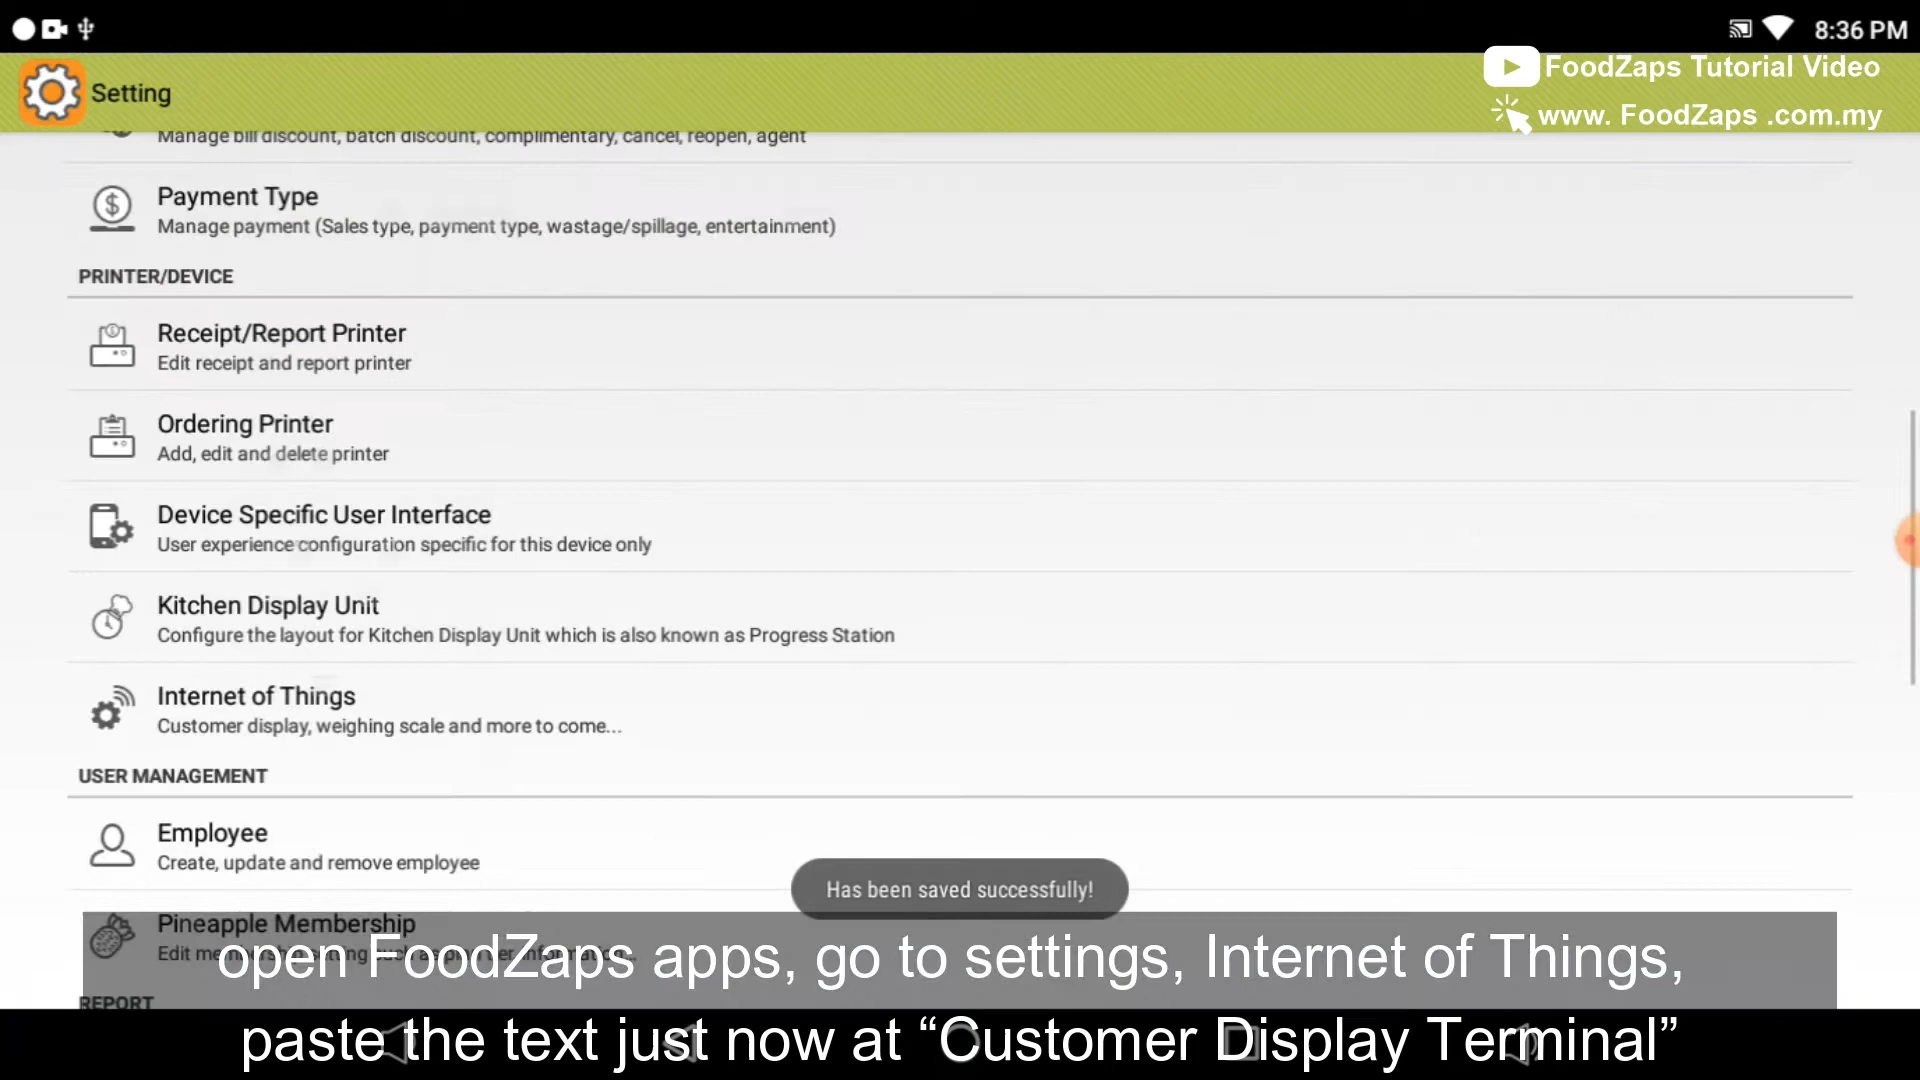 8:36 PM
Setting
FoodZaps Tutorial Video
www. FoodZaps .com.my
Manage bill discount, batch discount, complimentary, cancel, reopen, agent
Payment Type
Manage payment (Sales type, payment type, wastage/spillage, entertainment)
PRINTER/DEVICE
Receipt/Report Printer
Edit receipt and report printer
Ordering Printer
Add, edit and delete printer
Device Specific User Interface
User experience configuration specific for this device only
Kitchen Display Unit
Configure the layout for Kitchen Display Unit which is also known as Progress Station
Internet of Things
Customer display, weighing scale and more to come...
USER MANAGEMENT
Employee
Create, update and remove employee
Has been saved successfully!
Pineapple Membership
open FoodZaps apps, go to settings, Internet of Things,
REPORT
paste the text just now at “Customer Display Terminal”